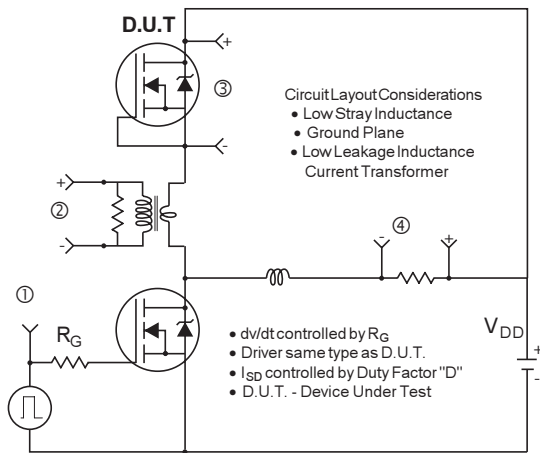 D.U.T
+
③
-
Circuit Layout Considerations
• Low Stray Inductance
• Ground Plane
• Low Leakage Inductance
Current Transformer
+
②
-
④
-
+
①
R_G
• dv/dt controlled by R_G
• Driver same type as D.U.T.
• I_SD controlled by Duty Factor "D"
• D.U.T. - Device Under Test
V_DD
+
-